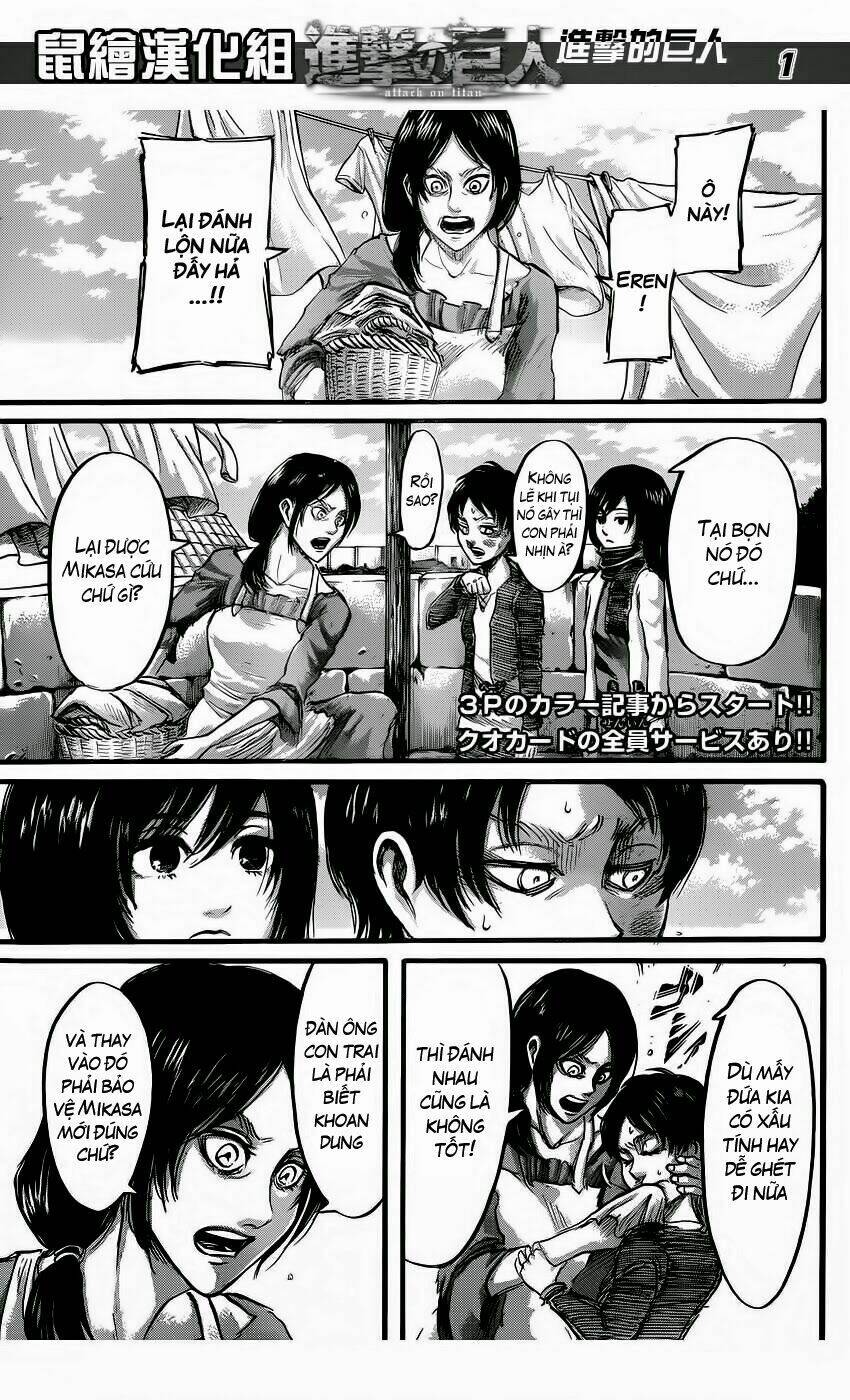 鼠繪漢化組
進撃の巨人
attack on titan
進擊的巨人
1
Ô
NÀY!
EREN
!
LẠI ĐÁNH
LỘN NỮA
ĐẤY HẢ
...!!
TẠI BỌN
NÓ ĐÓ
CHỨ...
KHÔNG
LẼ KHI TỤI
NÓ GÂY THÌ
CON PHẢI
NHỊN À?
RỒI
SAO?
LẠI ĐƯỢC
MIKASA CỨU
CHỨ GÌ?
3Pのカラー記事からスタート!!
クオカードの全員サービスあり!!
DÙ MẤY
ĐỨA KIA
CÓ XẤU
TÍNH HAY
DỄ GHÉT
ĐI NỮA
THÌ ĐÁNH
NHAU
CŨNG LÀ
KHÔNG
TỐT!
ĐÀN ÔNG
CON TRAI
LÀ PHẢI
BIẾT
KHOAN
DUNG
VÀ THAY
VÀO ĐÓ
PHẢI BẢO
VỆ MIKASA
MỚI ĐÚNG
CHỨ?